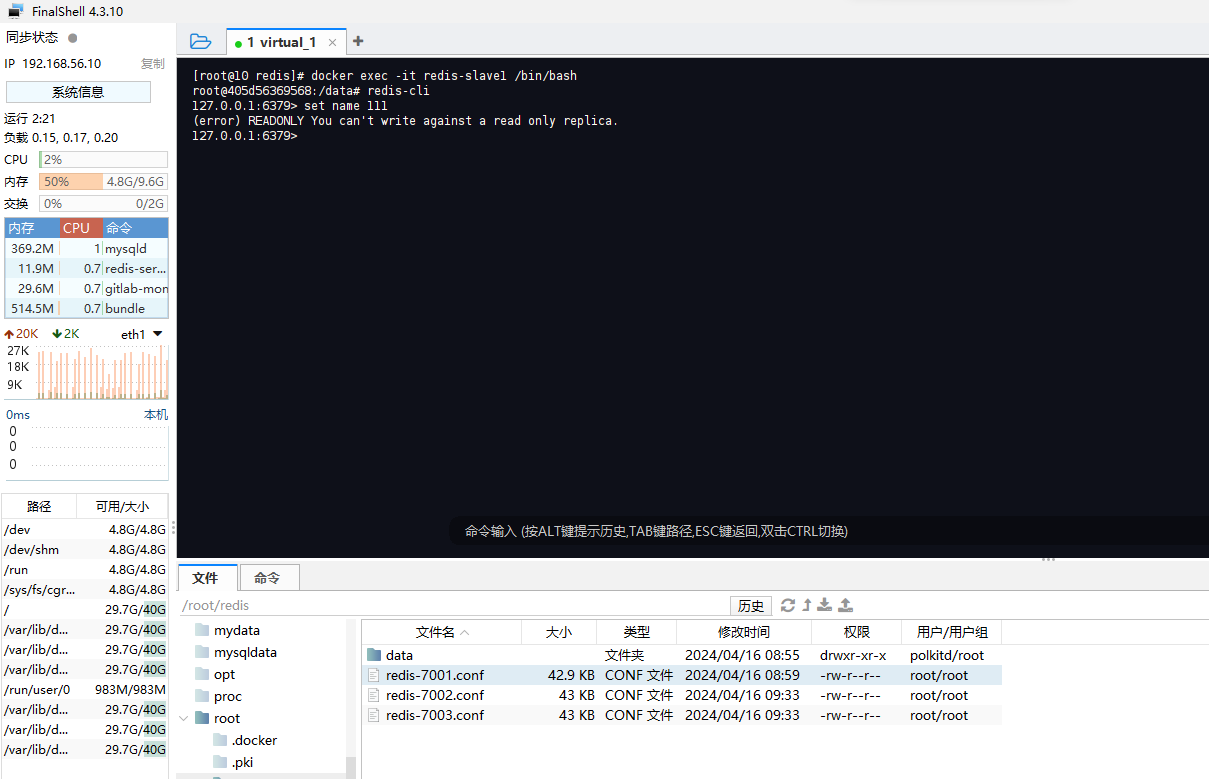 FinalShell 4.3.10
同步状态
IP 192.168.56.10 复制
系统信息
运行 2:21
负载 0.15, 0.17, 0.20
CPU 2%
内存 50% 4.8G/9.6G
交换 0% 0/2G
内存 CPU 命令
369.2M 1 mysqld
11.9M 0.7 redis-ser...
29.6M 0.7 gitlab-mon
514.5M 0.7 bundle
20K 2K eth1
27K
18K
9K
0ms 本机
0
0
0
路径 可用/大小
/dev 4.8G/4.8G
/dev/shm 4.8G/4.8G
/run 4.8G/4.8G
/sys/fs/cgr... 4.8G/4.8G
/ 29.7G/40G
/var/lib/d... 29.7G/40G
/var/lib/d... 29.7G/40G
/var/lib/d... 29.7G/40G
/run/user/0 983M/983M
/var/lib/d... 29.7G/40G
/var/lib/d... 29.7G/40G
/var/lib/d... 29.7G/40G
1 virtual_1 × +
[root@10 redis]# docker exec -it redis-slave1 /bin/bash
root@405d56369568:/data# redis-cli
127.0.0.1:6379> set name 111
(error) READONLY You can't write against a read only replica.
127.0.0.1:6379>
命令输入 (按ALT键提示历史,TAB键路径,ESC键返回,双击CTRL切换)
文件 命令
/root/redis 历史
mydata
mysqldata
opt
proc
root
.docker
.pki
文件名 大小 类型 修改时间 权限 用户/用户组
data 文件夹 2024/04/16 08:55 drwxr-xr-x polkitd/root
redis-7001.conf 42.9 KB CONF 文件 2024/04/16 08:59 -rw-r--r-- root/root
redis-7002.conf 43 KB CONF 文件 2024/04/16 09:33 -rw-r--r-- root/root
redis-7003.conf 43 KB CONF 文件 2024/04/16 09:33 -rw-r--r-- root/root